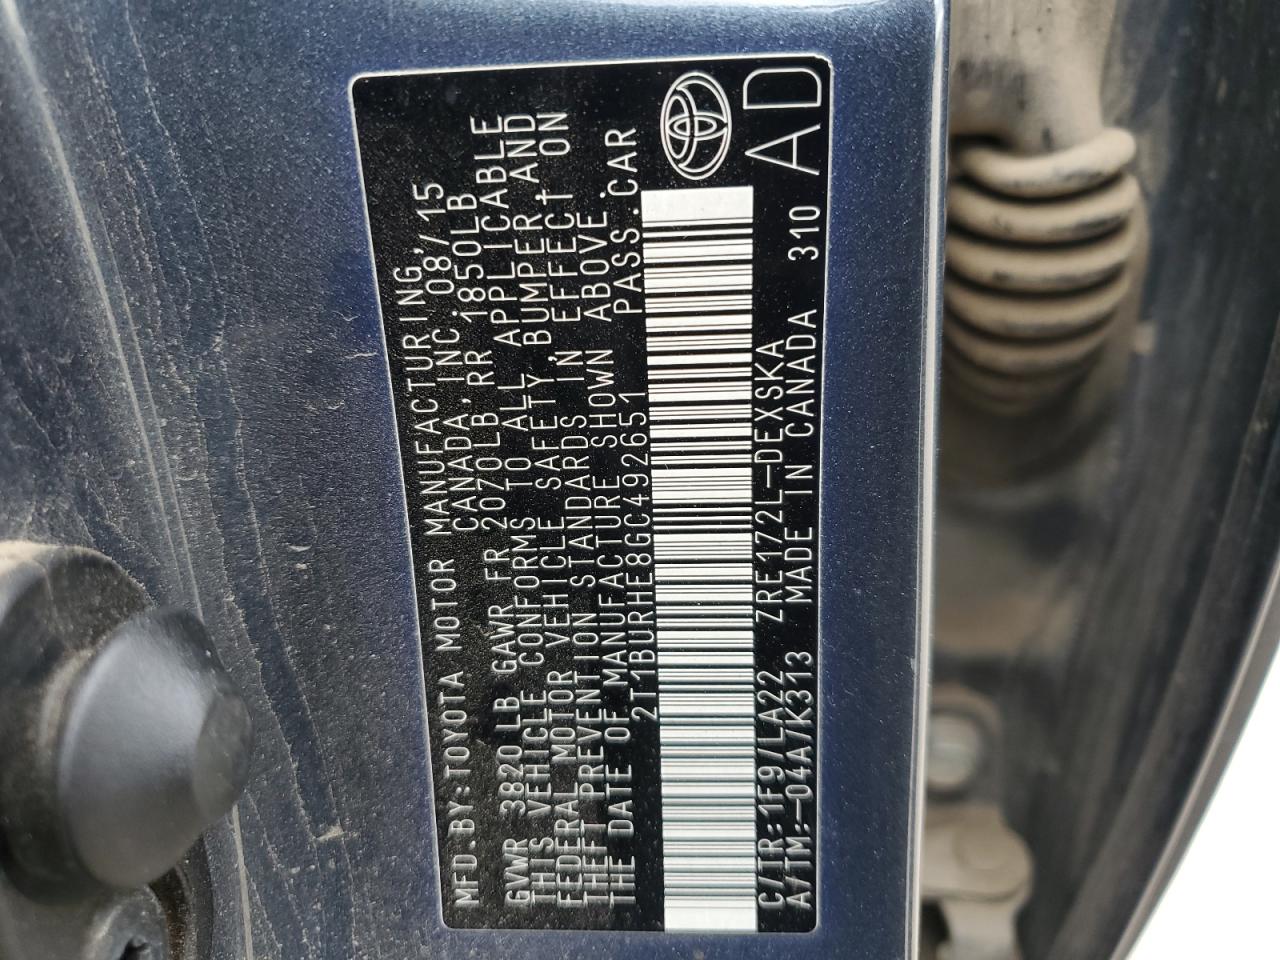 MFD.BY:TOYOTA MOTOR MANUFACTURING,
CANADA,INC. 08/15
GVWR 3820LB GAWR FR 2070LB RR 1850LB
THIS VEHICLE CONFORMS TO ALL APPLICABLE
FEDERAL MOTOR VEHICLE SAFETY,BUMPER,AND
THEFT PREVENTION STANDARDS IN EFFECT ON
THE DATE OF MANUFACTURE SHOWN ABOVE.
2T1BURHE8GC492651 PASS.CAR
C/TR:1F9/LA22 ZRE172L-DEXSKA
A/TM:-04A/K313 MADE IN CANADA 310
AD